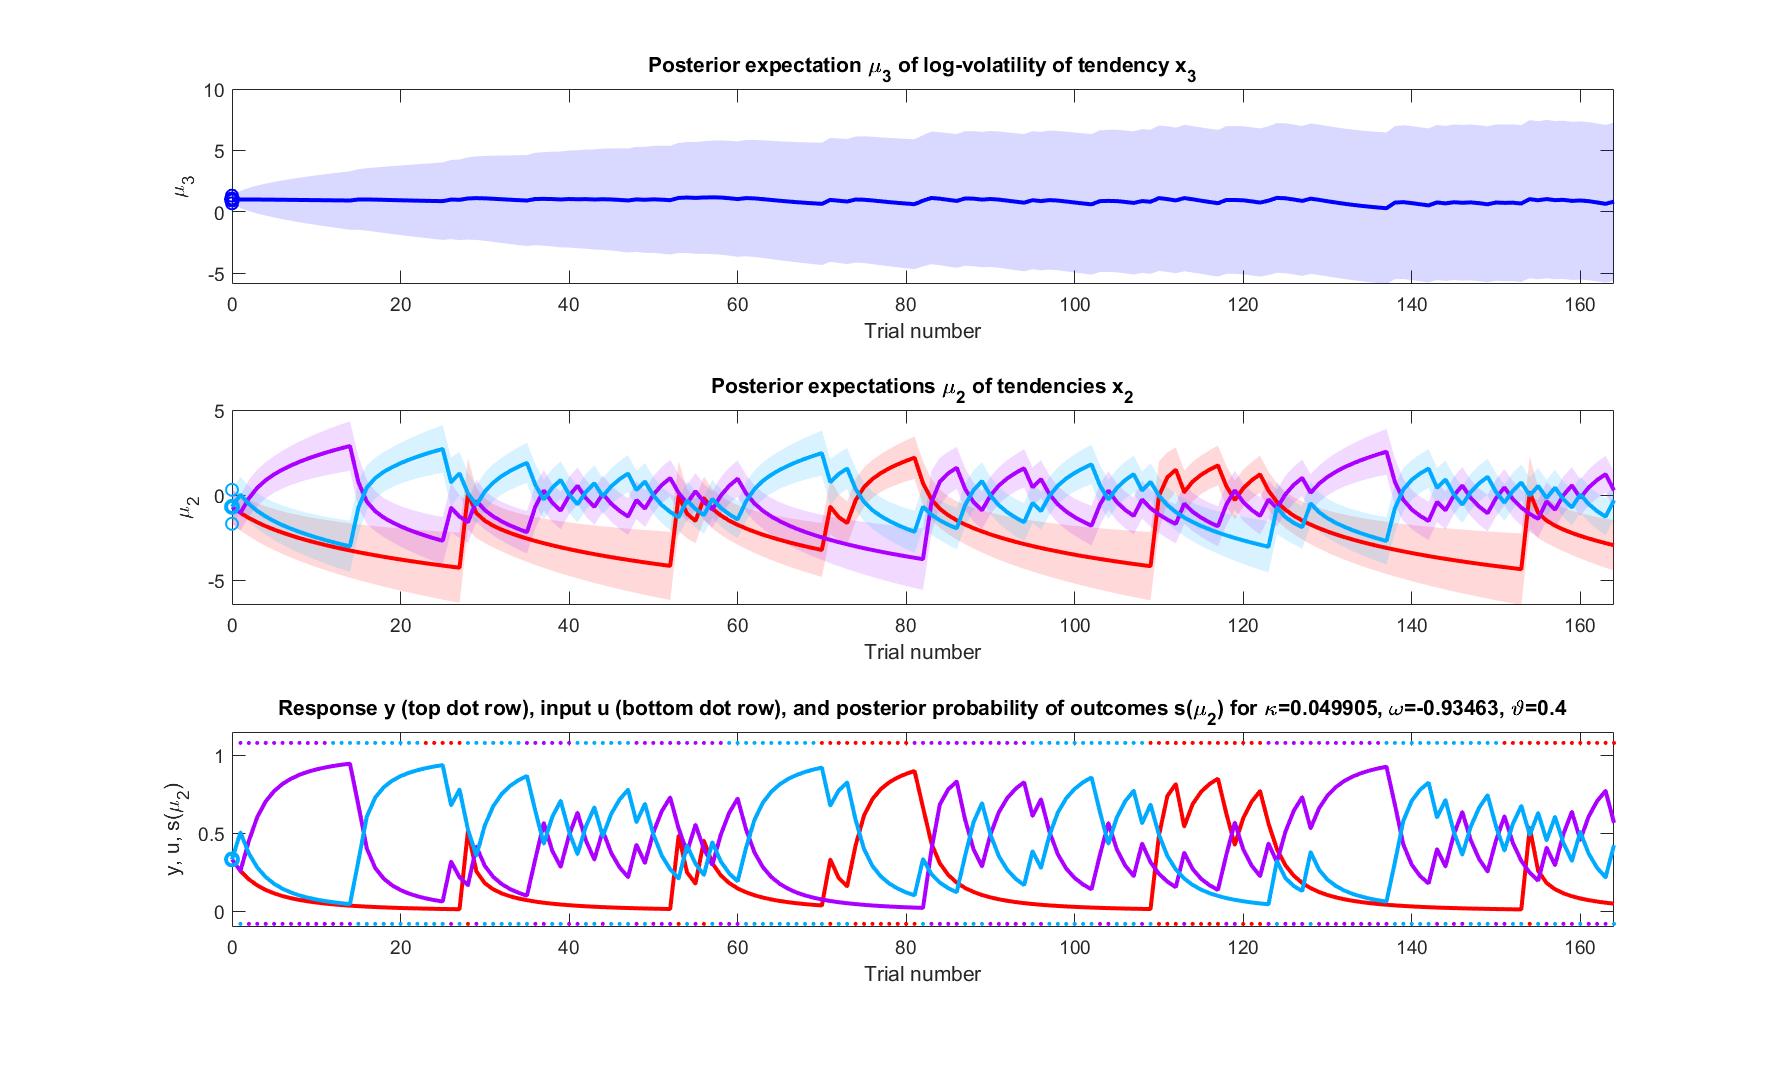 Posterior expectation μ3 of log-volatility of tendency x3
10
5
0
-5
μ3
0 20 40 60 80 100 120 140 160
Trial number
Posterior expectations μ2 of tendencies x2
5
0
-5
μ2
0 20 40 60 80 100 120 140 160
Trial number
Response y (top dot row), input u (bottom dot row), and posterior probability of outcomes s(μ2) for κ=0.049905, ω=-0.93463, ϑ=0.4
1
0.5
0
y, u, s(μ2)
0 20 40 60 80 100 120 140 160
Trial number